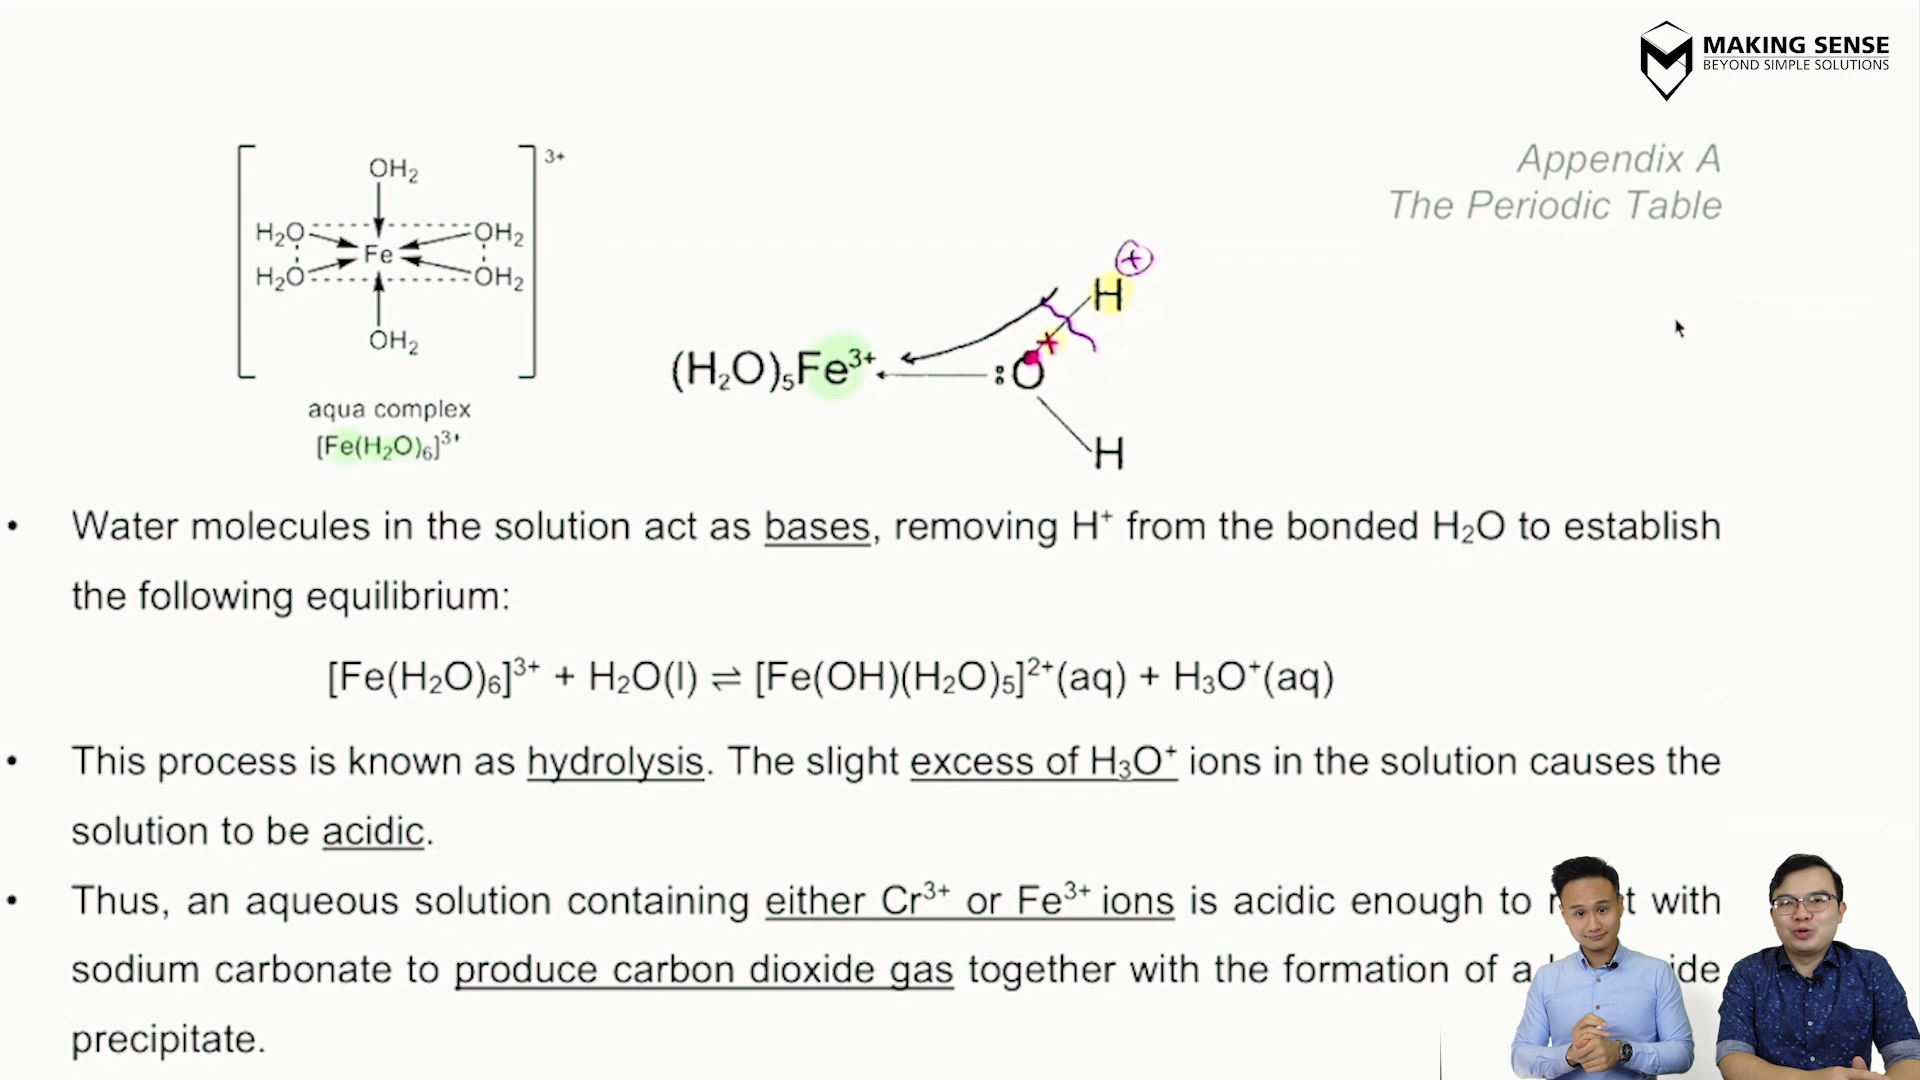 MAKING SENSE
BEYOND SIMPLE SOLUTIONS
Appendix A
The Periodic Table
3+
OH₂
H₂O OH₂
Fe
H₂O OH₂
OH₂
aqua complex
[Fe(H₂O)₆]³⁺
+
H
(H₂O)₅Fe³⁺ :O
H
• Water molecules in the solution act as bases, removing H⁺ from the bonded H₂O to establish
the following equilibrium:
[Fe(H₂O)₆]³⁺ + H₂O(l) ⇌ [Fe(OH)(H₂O)₅]²⁺(aq) + H₃O⁺(aq)
• This process is known as hydrolysis. The slight excess of H₃O⁺ ions in the solution causes the
solution to be acidic.
• Thus, an aqueous solution containing either Cr³⁺ or Fe³⁺ ions is acidic enough to with
sodium carbonate to produce carbon dioxide gas together with the formation of a
precipitate.